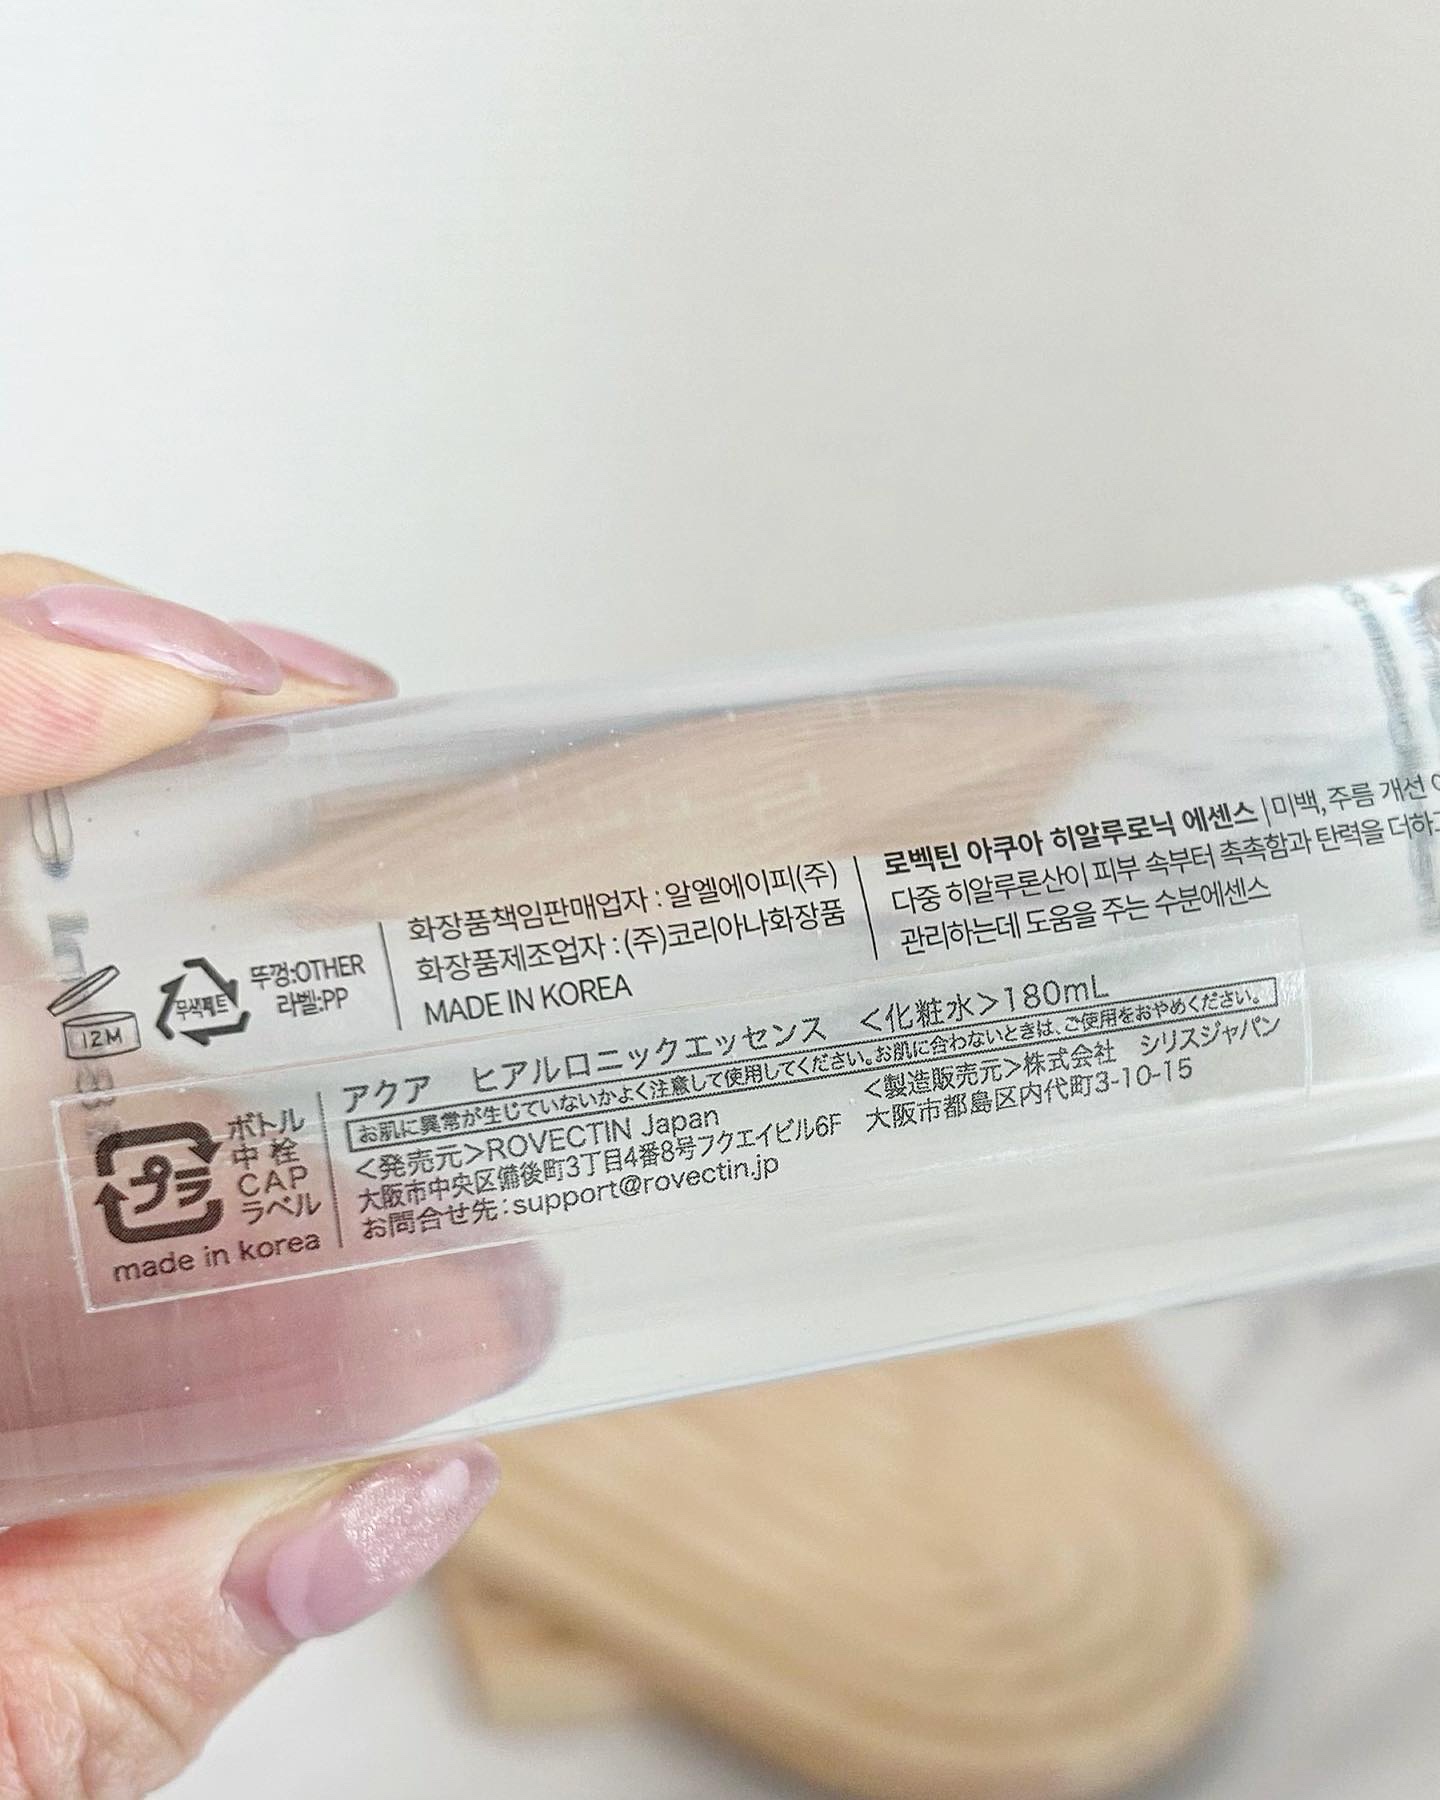 로벡틴 아쿠아 히알루로닉 에센스 | 미백, 주름 개선
다중 히알루론산이 피부 속부터 촉촉함과 탄력을 더하고
관리하는데 도움을 주는 수분에센스
화장품책임판매업자 : 알엘에이피(주)
화장품제조업자 : (주)코리아나화장품
MADE IN KOREA
뚜껑:OTHER
라벨:PP
무색페트
12M
アクア ヒアルロニックエッセンス <化粧水>180mL
お肌に異常が生じていないかよく注意して使用してください。お肌に合わないときは、ご使用をおやめください。
<発売元>ROVECTIN Japan
大阪市中央区備後町3丁目4番8号フクエイビル6F
お問合せ先:support@rovectin.jp
<製造販売元>株式会社 シリスジャパン
大阪市都島区内代町3-10-15
プラ
ボトル
中栓
CAP
ラベル
made in korea